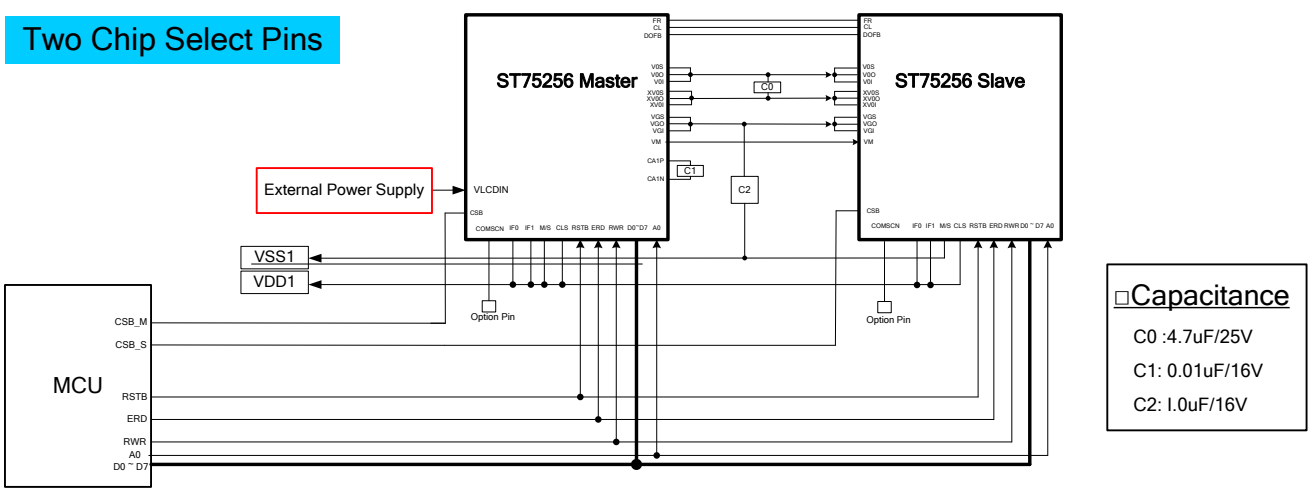 Two Chip Select Pins
ST75256 Master
FR
CL
DOFB
V0S
V0O
V0I
XV0S
XV0O
XV0I
VGS
VGO
VGI
VM
CA1P
CA1N
VLCDIN
CSB
COMSCN IF0 IF1 M/S CLS RSTB ERD RWR D0~D7 A0
C0
C1
C2
ST75256 Slave
FR
CL
DOFB
V0S
V0O
V0I
XV0S
XV0O
XV0I
VGS
VGO
VGI
VM
CSB
COMSCN IF0 IF1 M/S CLS RSTB ERD RWR D0 ~ D7 A0
External Power Supply
VSS1
VDD1
Option Pin
Option Pin
MCU
CSB_M
CSB_S
RSTB
ERD
RWR
A0
D0 ~ D7
□Capacitance
C0 :4.7uF/25V
C1: 0.01uF/16V
C2: I.0uF/16V